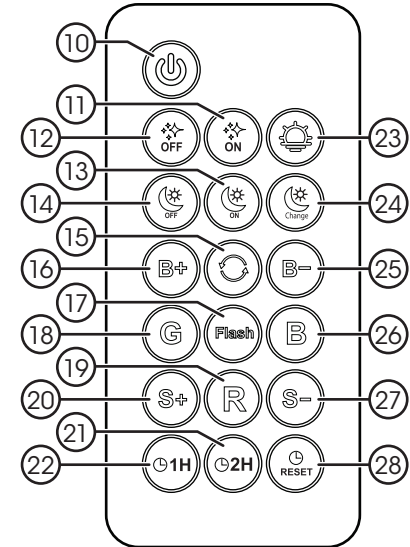 10
11
12 OFF ON 23
13
14 OFF ON Change 24
15
16 B+ B- 25
17
18 G Flash B 26
19
20 S+ R S- 27
21
22 1H 2H RESET 28